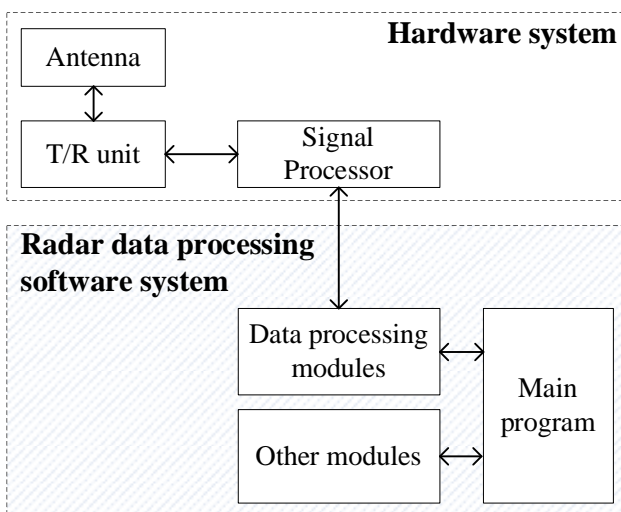 Hardware system
Antenna
T/R unit
Signal
Processor
Radar data processing
software system
Data processing
modules
Main
program
Other modules